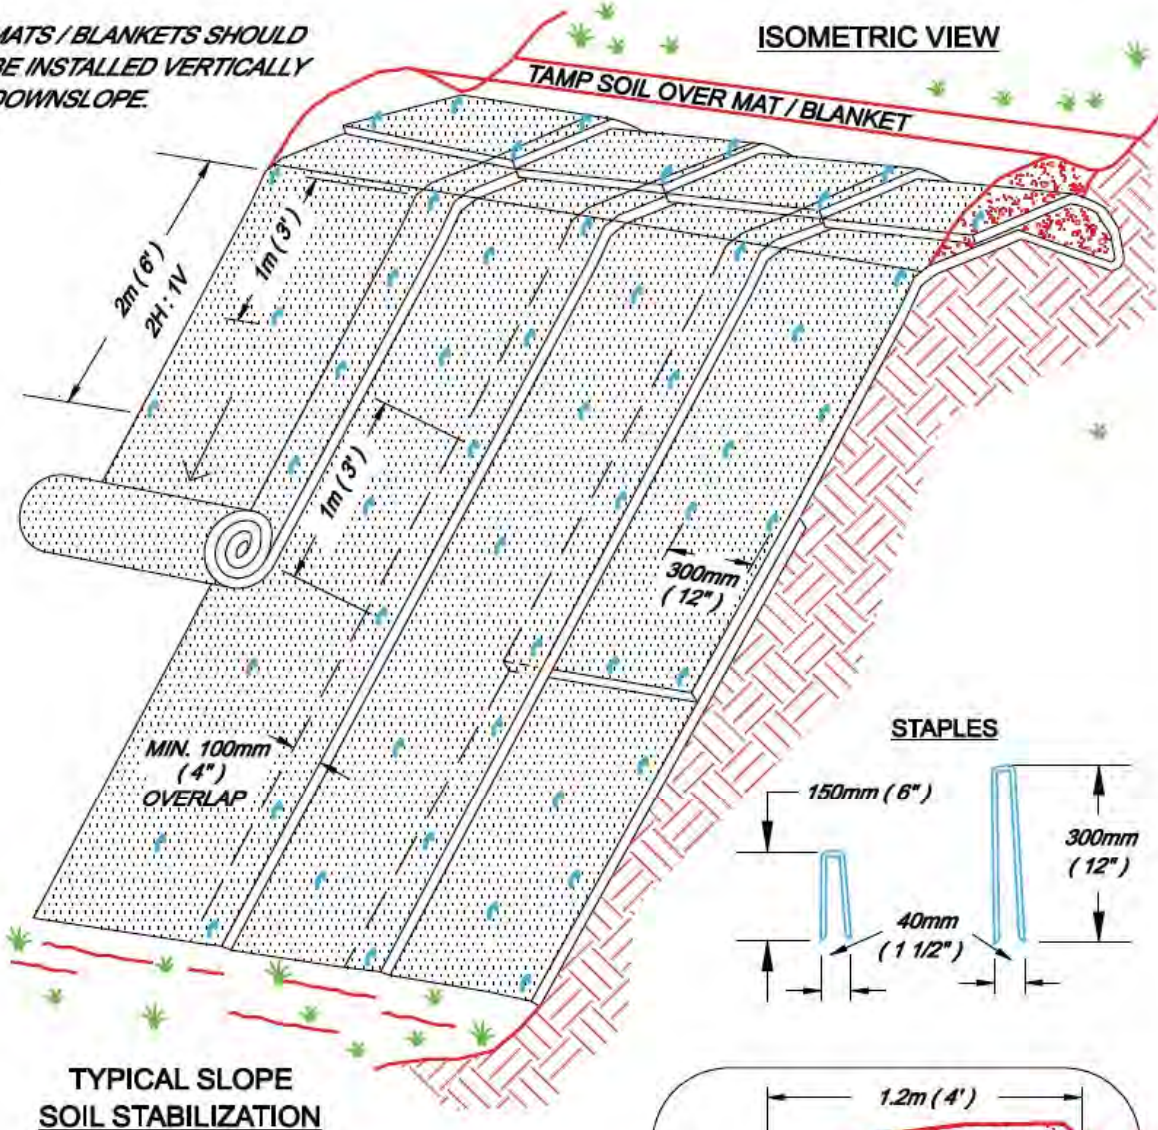 MATS / BLANKETS SHOULD
BE INSTALLED VERTICALLY
DOWNSLOPE.
ISOMETRIC VIEW
TAMP SOIL OVER MAT / BLANKET
2m ( 6' )
2H : 1V
1m ( 3' )
1m ( 3' )
300mm
( 12" )
MIN. 100mm
( 4" )
OVERLAP
STAPLES
150mm ( 6" )
300mm
( 12" )
40mm
( 1 1/2" )
TYPICAL SLOPE
SOIL STABILIZATION
1.2m ( 4' )